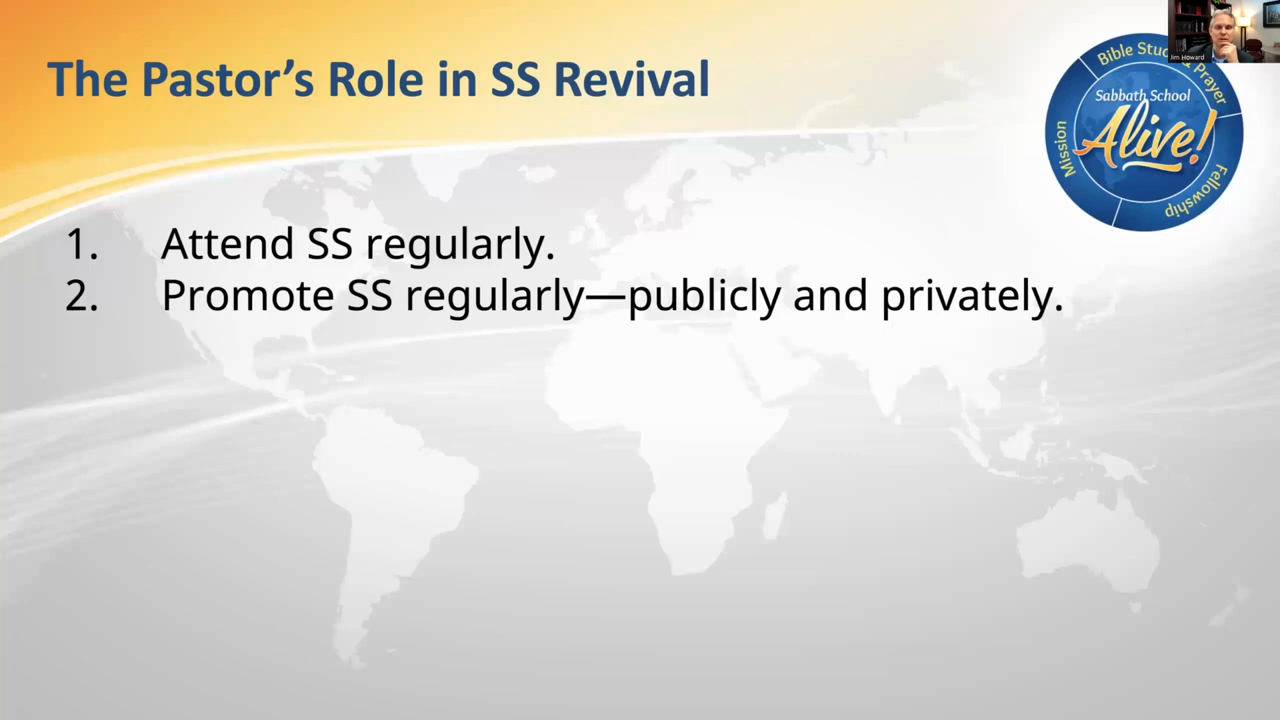 The Pastor's Role in SS Revival
Jim Howard
Bible Study & Prayer
Sabbath School
Alive!
Mission
Fellowship
1. Attend SS regularly.
2. Promote SS regularly—publicly and privately.